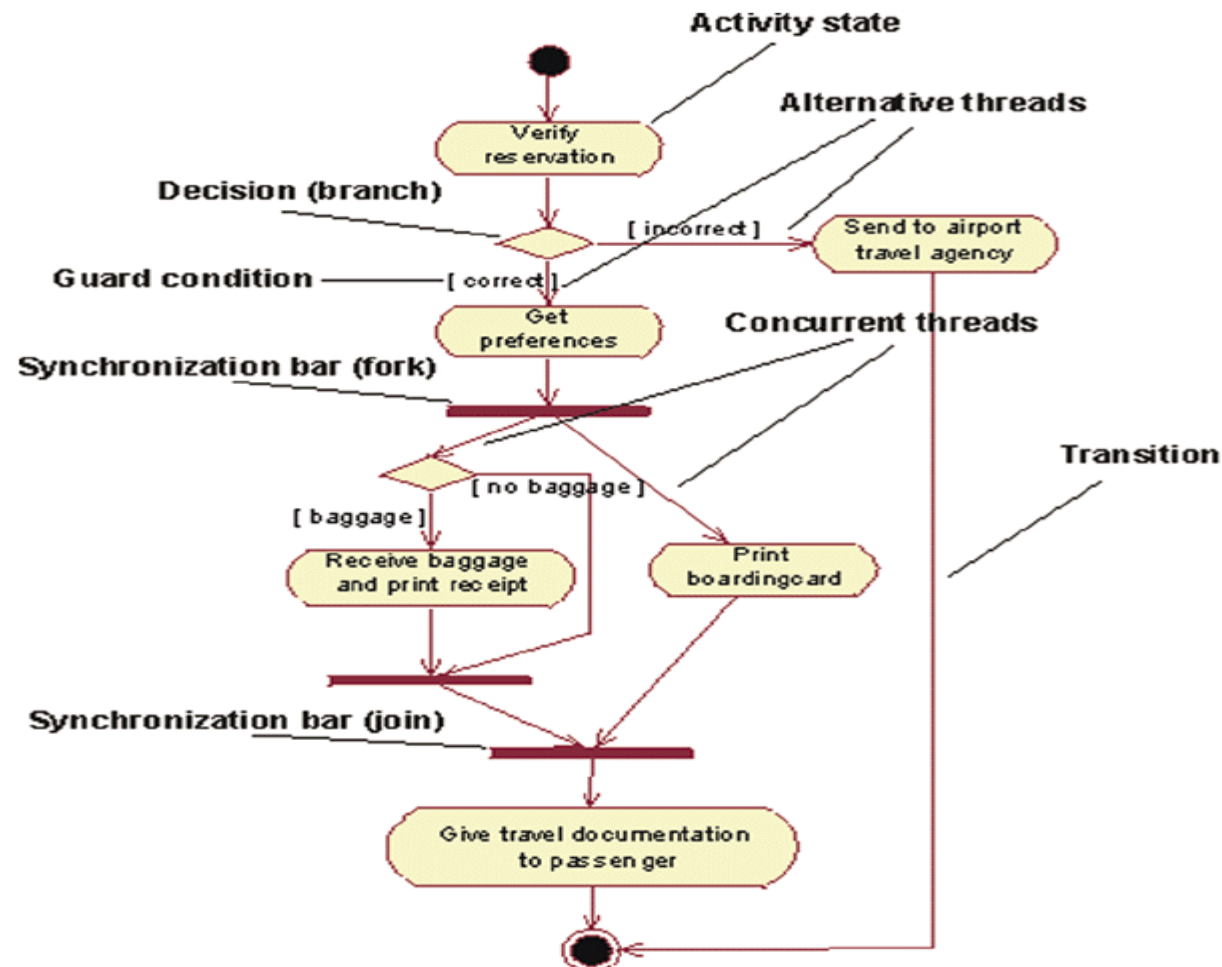 Activity state
Alternative threads
Verify
reservation
Decision (branch)
[ incorrect ]
Send to airport
travel agency
Guard condition
[ correct ]
Get
preferences
Concurrent threads
Synchronization bar (fork)
Transition
[ no baggage ]
[ baggage ]
Receive baggage
and print receipt
Print
boardingcard
Synchronization bar (join)
Give travel documentation
to passenger